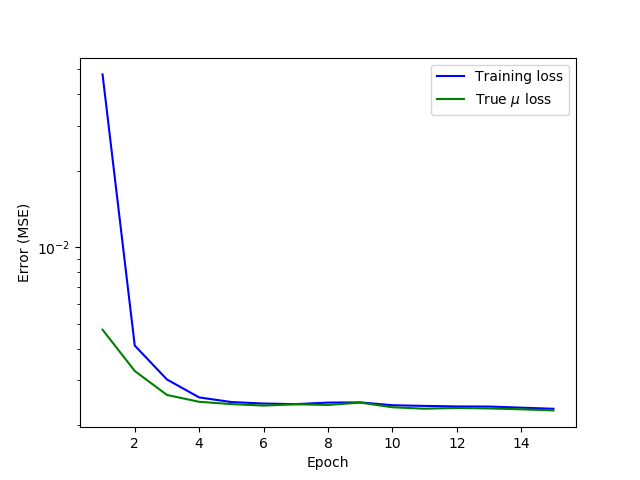 Training loss
True μ loss
Error (MSE)
10⁻²
2 4 6 8 10 12 14
Epoch